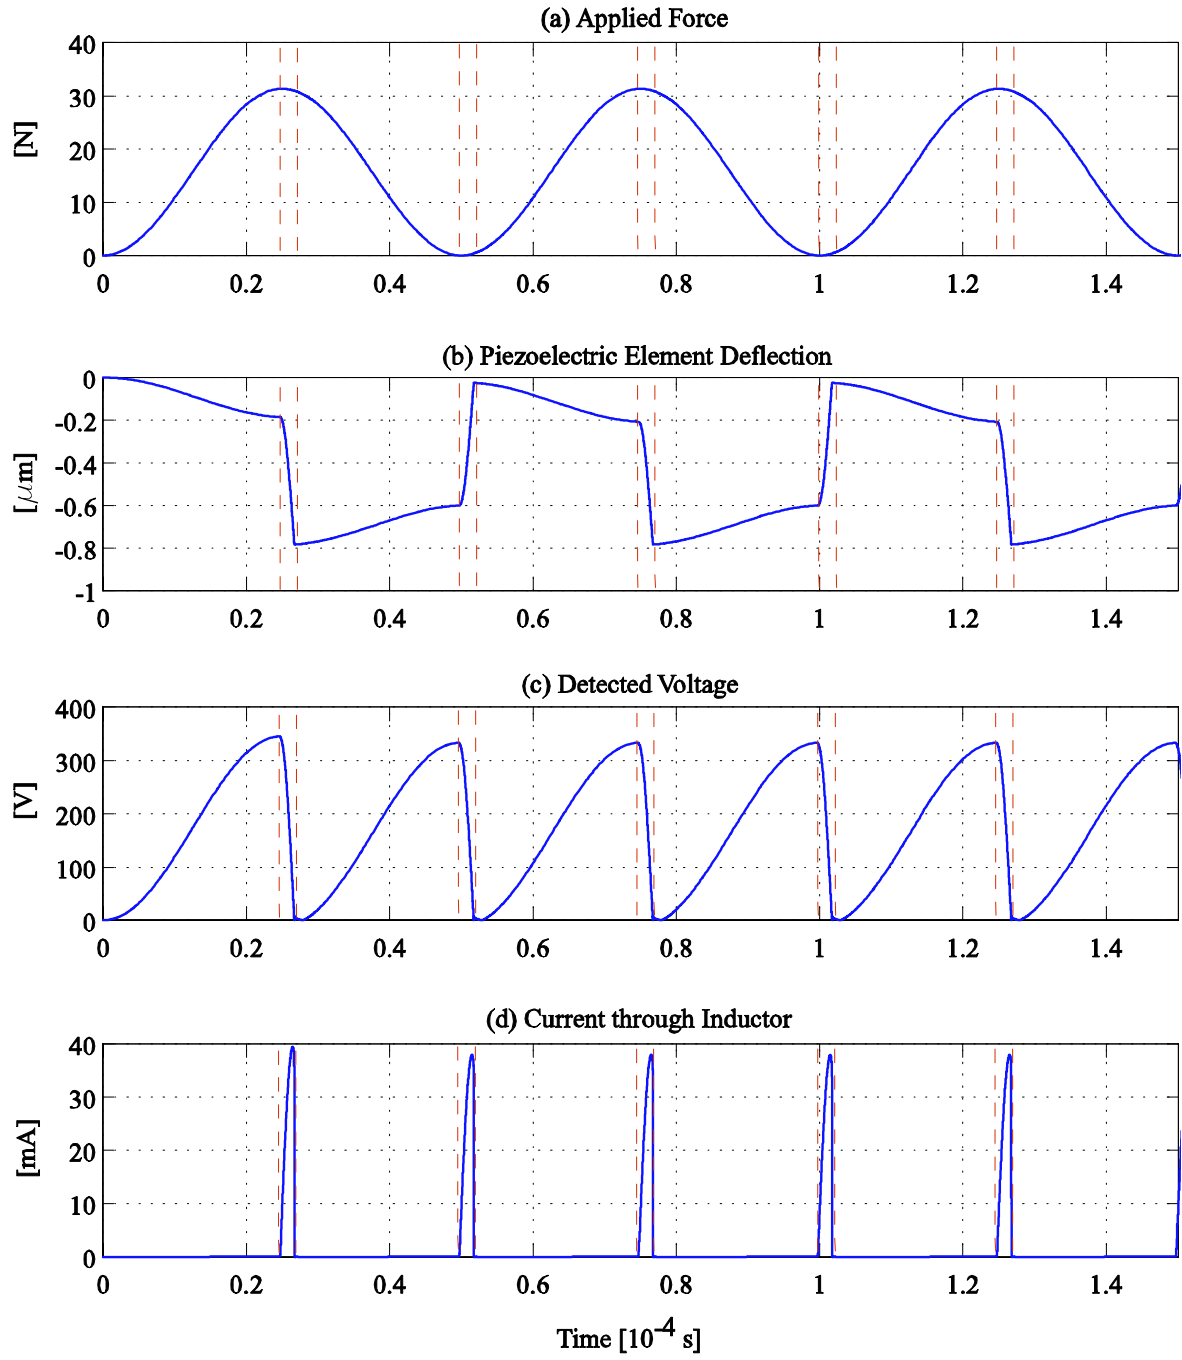 (a) Applied Force
40
30
20
10
0
[N]
0 0.2 0.4 0.6 0.8 1 1.2 1.4
(b) Piezoelectric Element Deflection
0
-0.2
-0.4
-0.6
-0.8
-1
[μm]
0 0.2 0.4 0.6 0.8 1 1.2 1.4
(c) Detected Voltage
400
300
200
100
0
[V]
0 0.2 0.4 0.6 0.8 1 1.2 1.4
(d) Current through Inductor
40
30
20
10
0
[mA]
0 0.2 0.4 0.6 0.8 1 1.2 1.4
Time [10⁻⁴ s]